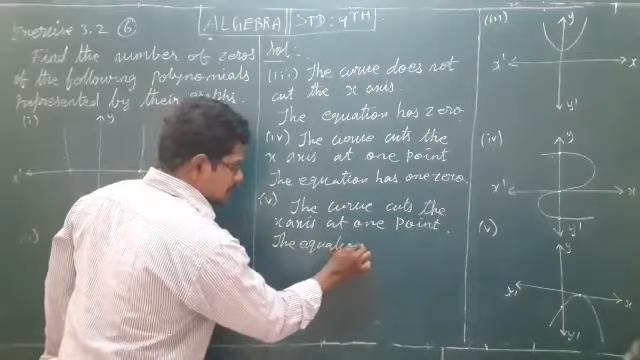 Exercise 3.2 (6)
ALGEBRA STD: 9TH
Find the number of zeros
of the following polynomials
represented by their graphs.
(i)
y
x'
Sol:-
(iii) The curve does not
cut the x axis
The equation has zero.
(iv) The curve cuts the
x axis at one point
The equation has one zero.
(v) The curve cuts the
x axis at one point.
The equation
(iii)
y
x'
x
y'
(iv)
y
x'
x
y'
(v)
y
x'
x
y'